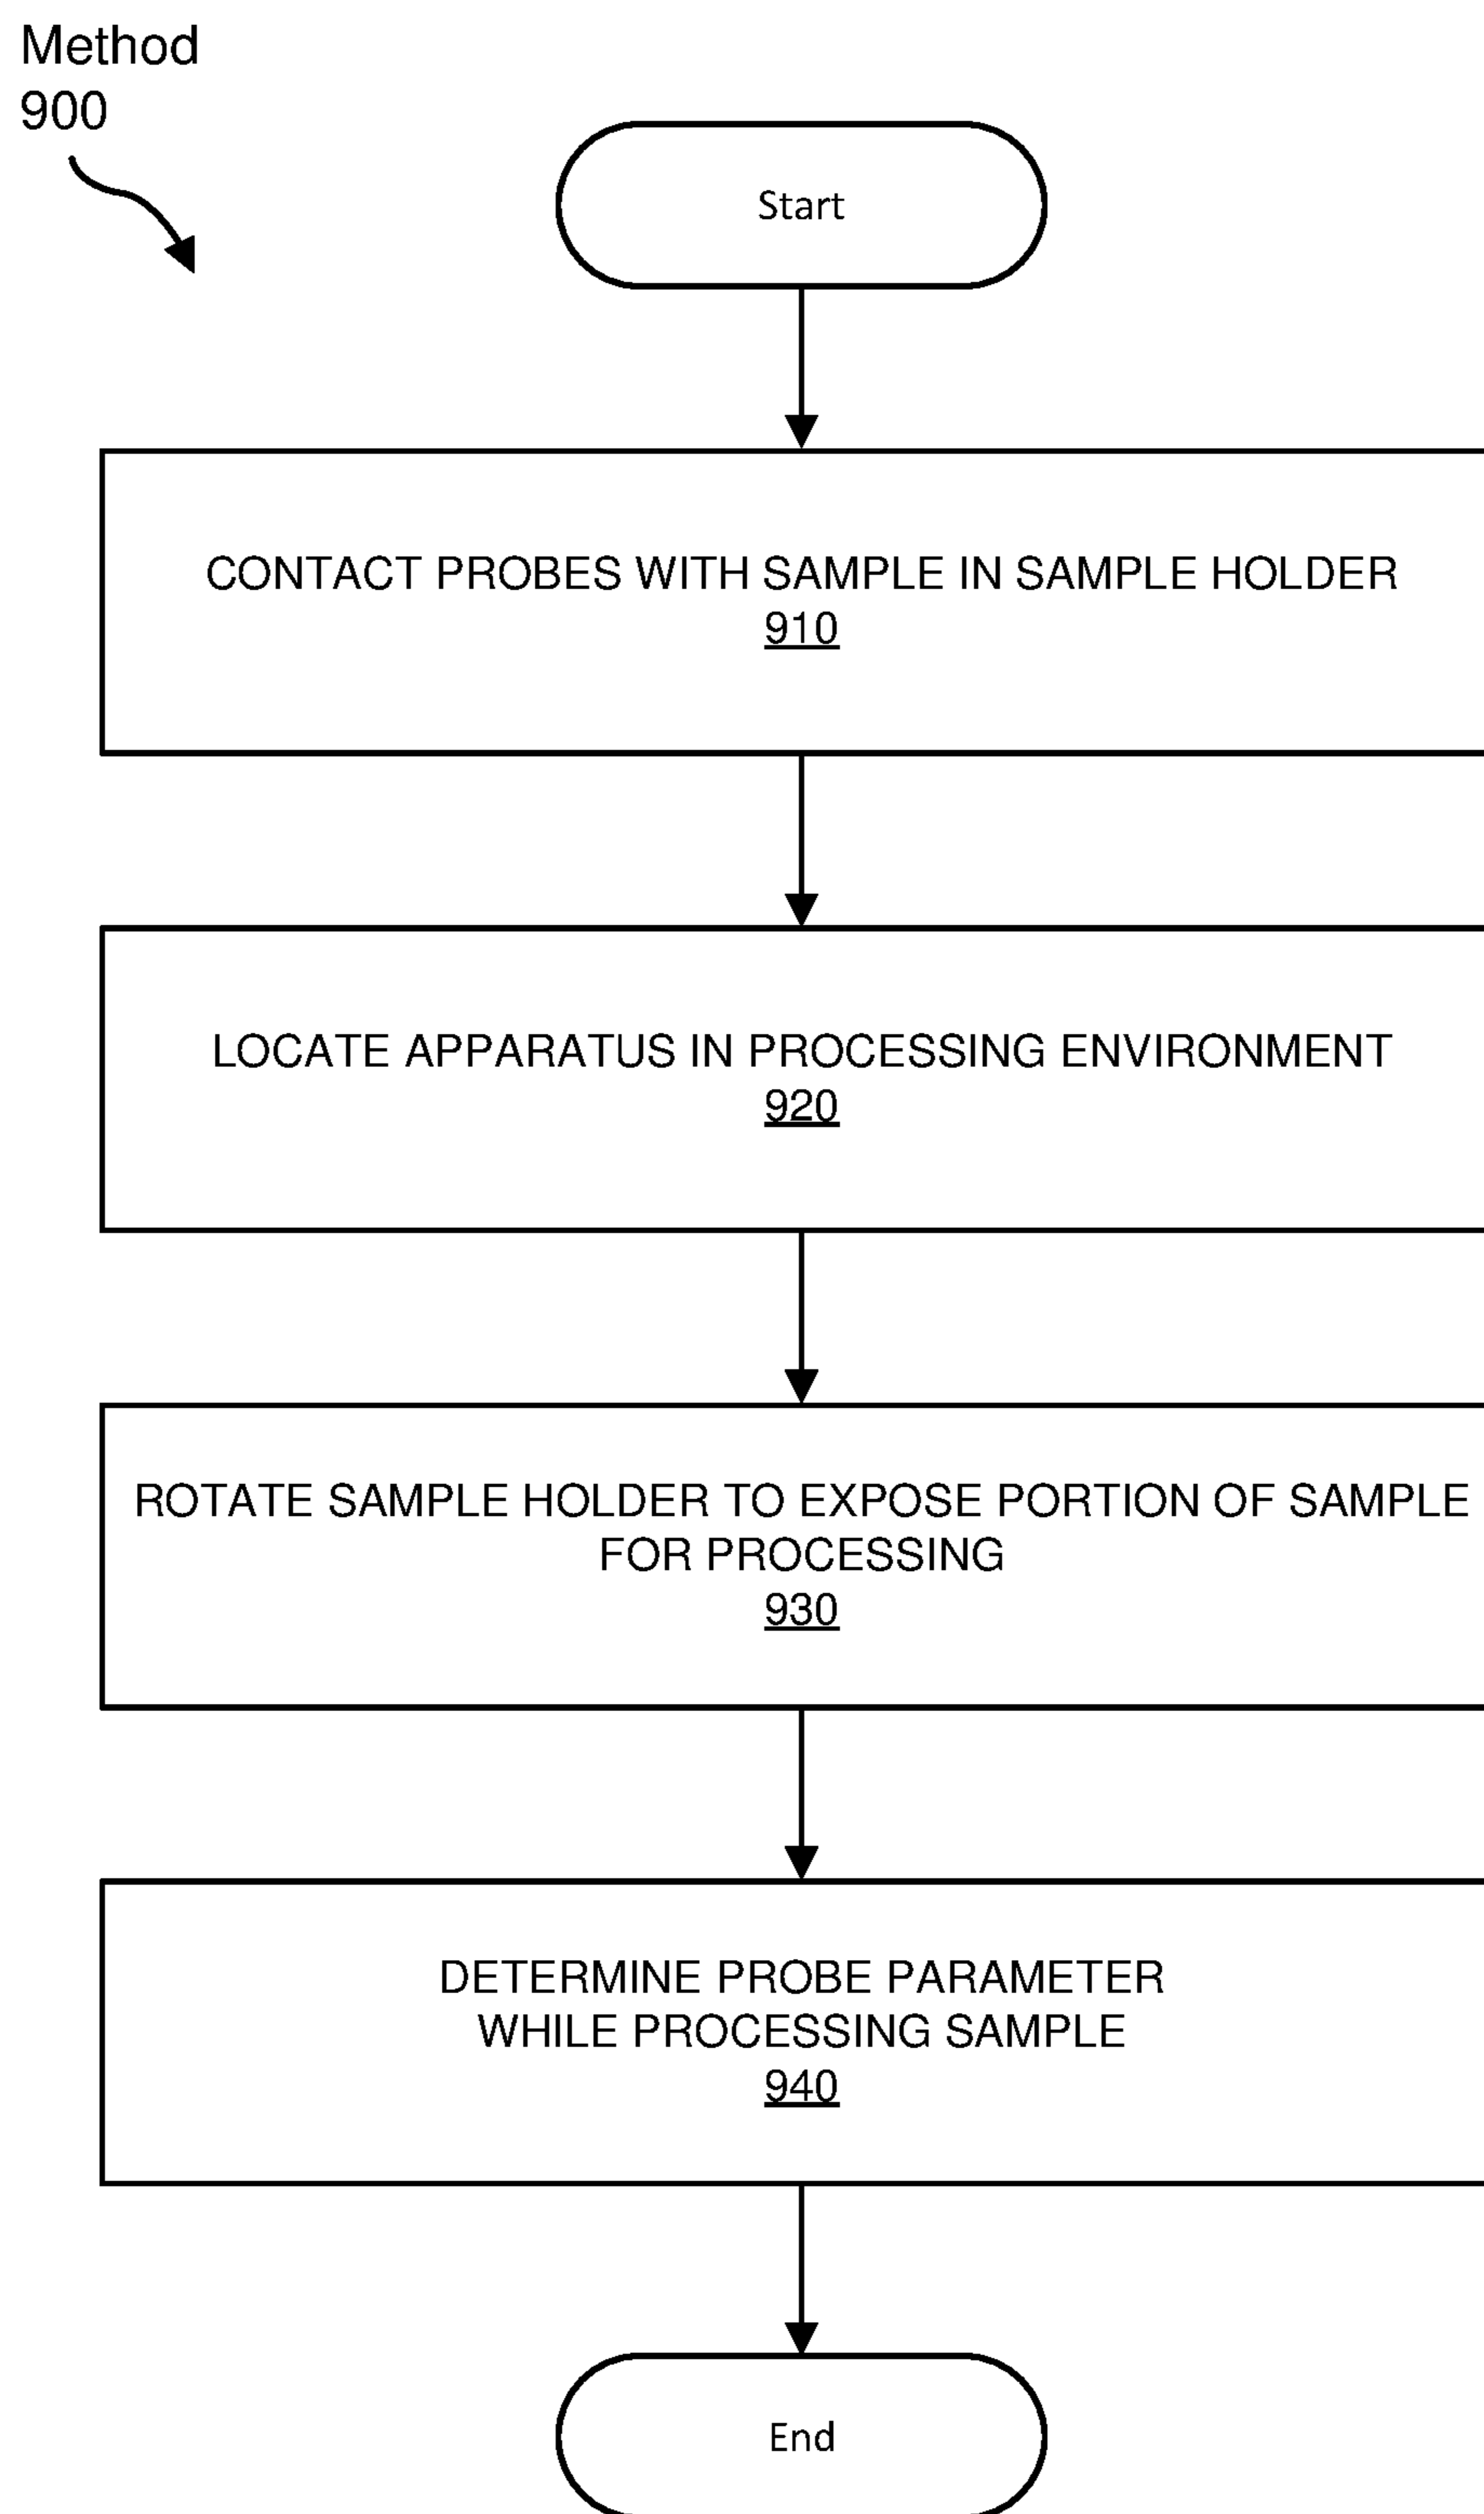 Method
900
Start
CONTACT PROBES WITH SAMPLE IN SAMPLE HOLDER
910
LOCATE APPARATUS IN PROCESSING ENVIRONMENT
920
ROTATE SAMPLE HOLDER TO EXPOSE PORTION OF SAMPLE
FOR PROCESSING
930
DETERMINE PROBE PARAMETER
WHILE PROCESSING SAMPLE
940
End